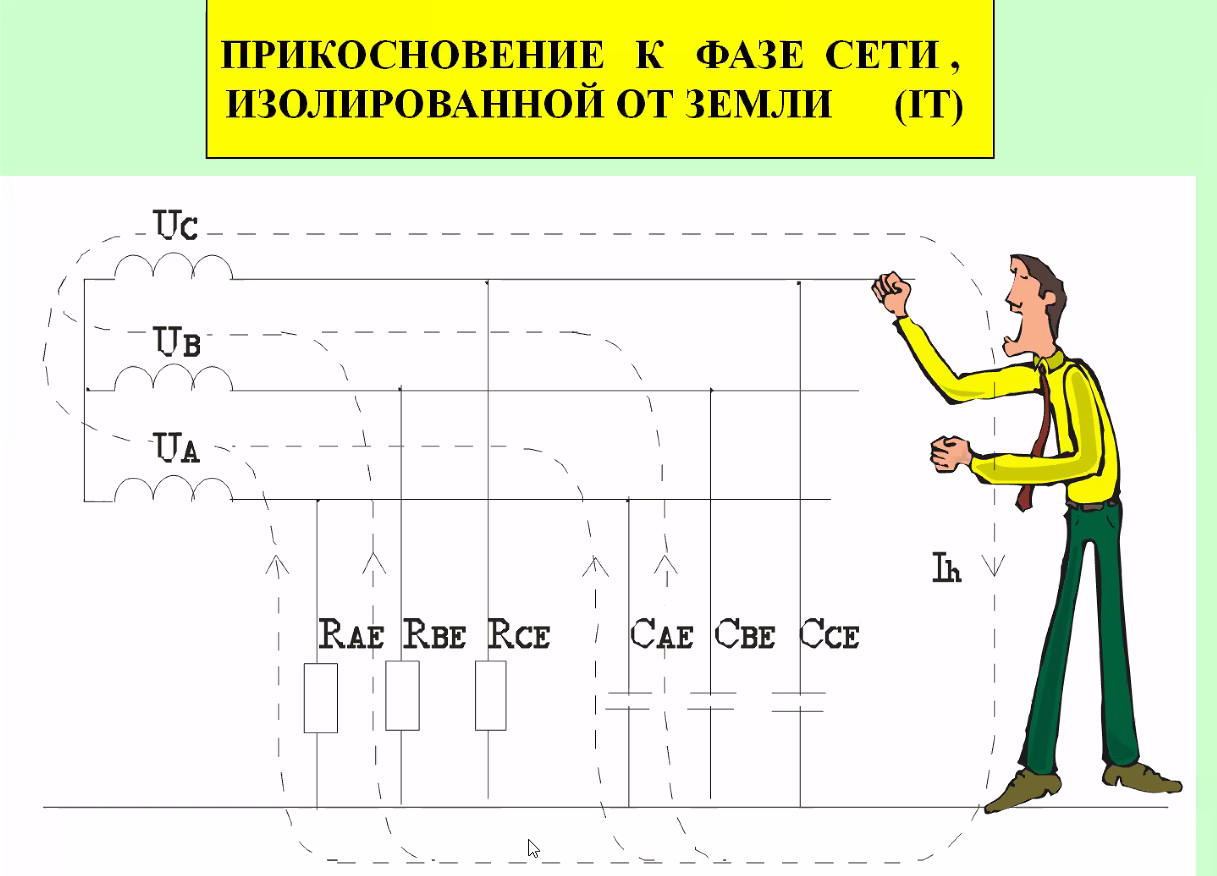 ПРИКОСНОВЕНИЕ К ФАЗЕ СЕТИ ,
ИЗОЛИРОВАННОЙ ОТ ЗЕМЛИ (IT)
UC
UB
UA
Ih
RAE RBE RCE CAE CBE CCE